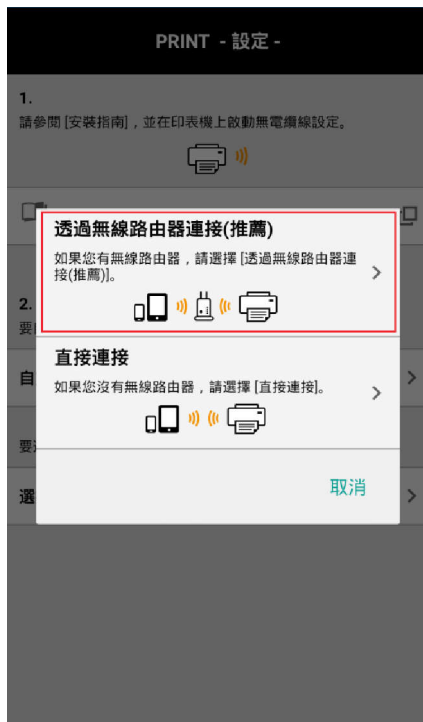 PRINT - 設定 -
1.
請參閱 [安裝指南]，並在印表機上啟動無電纜線設定。
透過無線路由器連接(推薦)
如果您有無線路由器，請選擇 [透過無線路由器連
接(推薦)]。
2.
要
直接連接
自
如果您沒有無線路由器，請選擇 [直接連接]。
要
取消
選